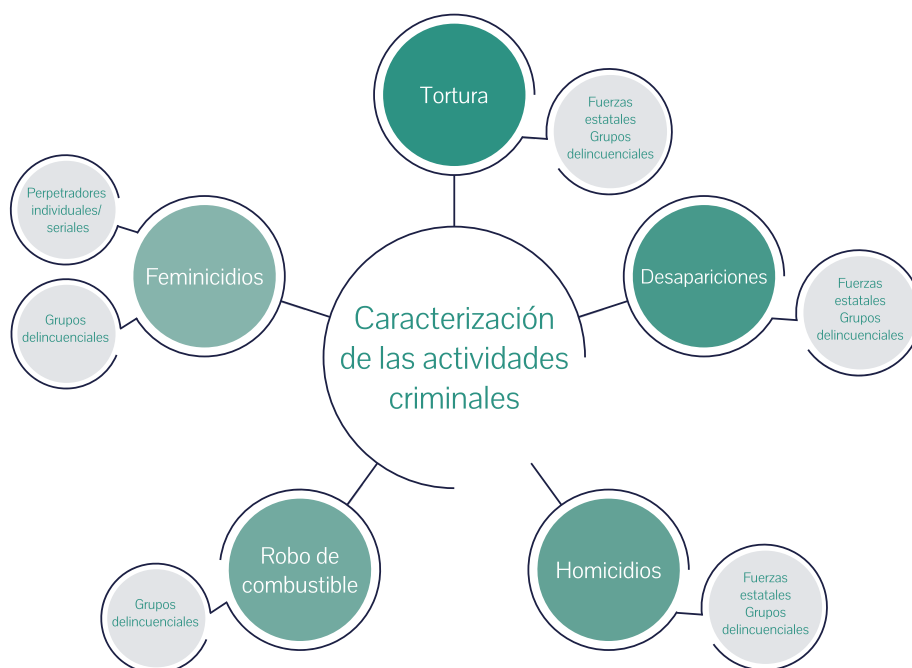 Tortura
Fuerzas
estatales
Grupos
delincuenciales
Perpetradores
individuales/
seriales
Feminicidios
Grupos
delincuenciales
Desapariciones
Fuerzas
estatales
Grupos
delincuenciales
Caracterización
de las actividades
criminales
Robo de
combustible
Grupos
delincuenciales
Homicidios
Fuerzas
estatales
Grupos
delincuenciales